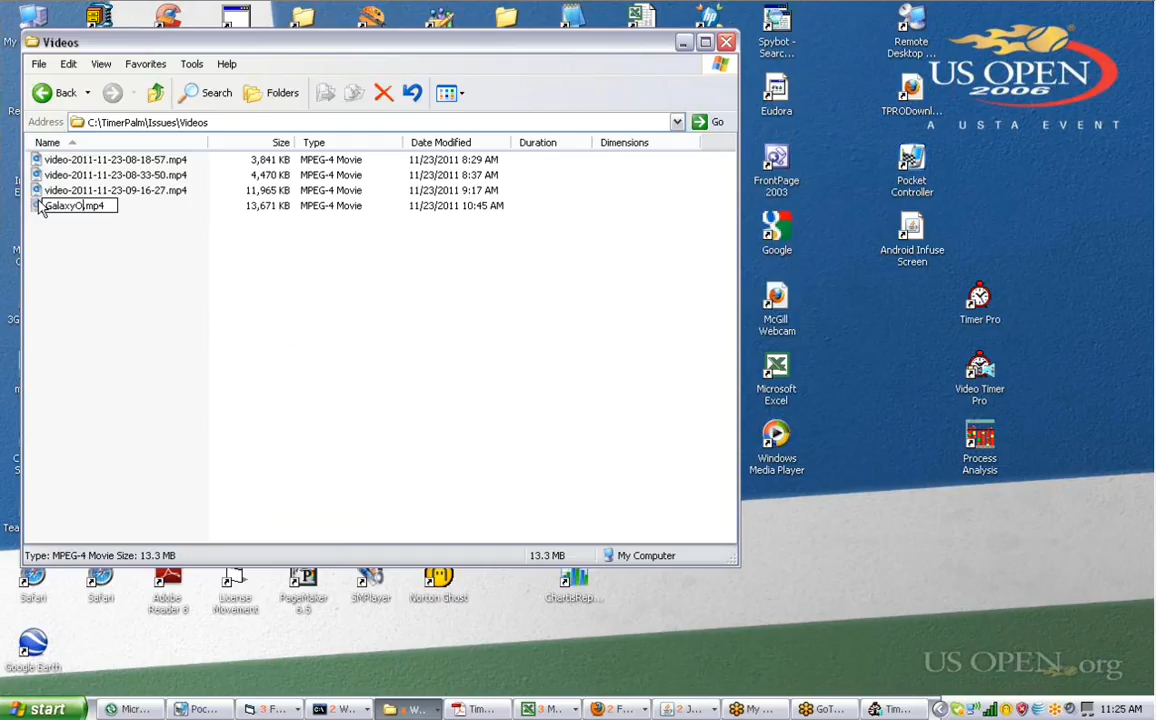 Videos
File Edit View Favorites Tools Help
Back Search Folders
Address C:\TimerPalm\Issues\Videos Go
Name Size Type Date Modified Duration Dimensions
video-2011-11-23-08-18-57.mp4 3,841 KB MPEG-4 Movie 11/23/2011 8:29 AM
video-2011-11-23-08-33-50.mp4 4,470 KB MPEG-4 Movie 11/23/2011 8:37 AM
video-2011-11-23-09-16-27.mp4 11,965 KB MPEG-4 Movie 11/23/2011 9:17 AM
GalaxyO.mp4 13,671 KB MPEG-4 Movie 11/23/2011 10:45 AM
Type: MPEG-4 Movie Size: 13.3 MB 13.3 MB My Computer
My
Spybot -
Searc...
Remote
Desktop ...
US OPEN
2006
A USTA EVENT
Eudora
TPRODownl...
FrontPage
2003
Pocket
Controller
Google
Android Infuse
Screen
McGill
Webcam
Timer Pro
Microsoft
Excel
Video Timer
Pro
Windows
Media Player
Process
Analysis
Safari
Safari
Adobe
Reader 8
License
Movement
PageMaker
6.5
SMPlayer
Norton Ghost
ChartisRep...
Google Earth
US OPEN.org
start Micr... Poc... 3 F... 2 W... 4 W... Tim... 3 M... 2 F... 2 J... My ... GoT... Tim... 11:25 AM